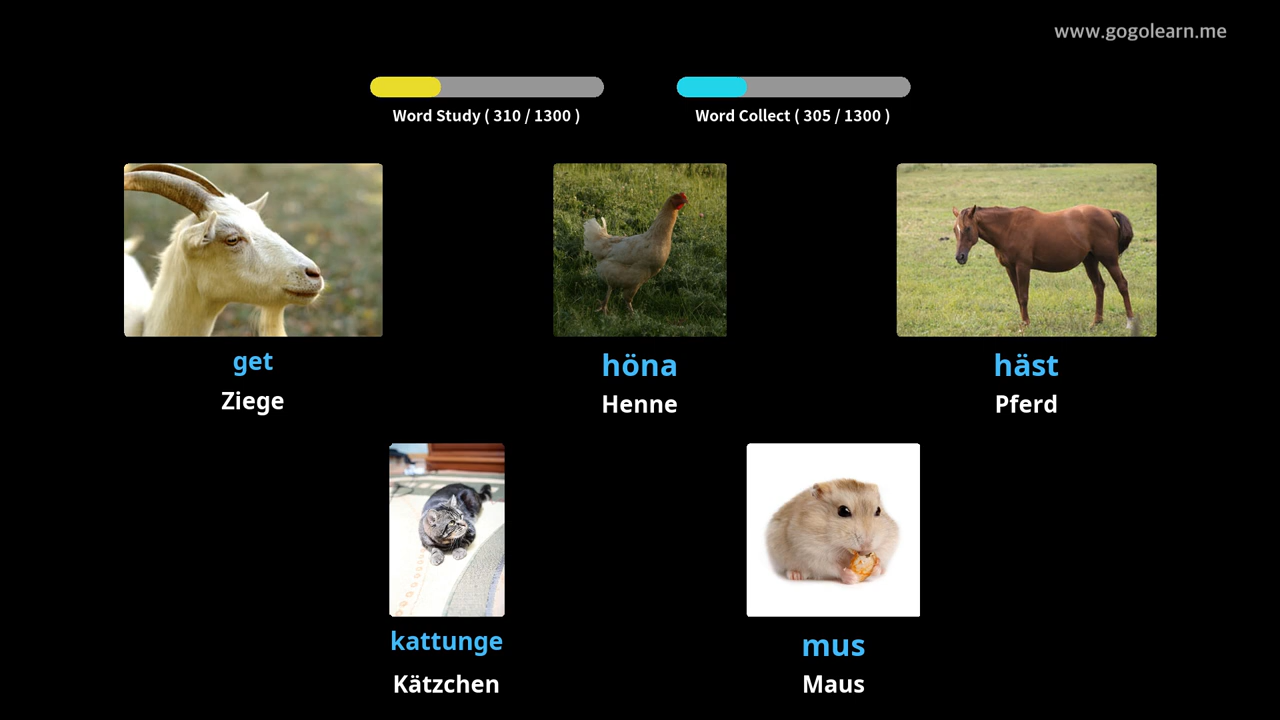 www.gogolearn.me
Word Study ( 310 / 1300 )
Word Collect ( 305 / 1300 )
get
Ziege
höna
Henne
häst
Pferd
kattunge
Kätzchen
mus
Maus